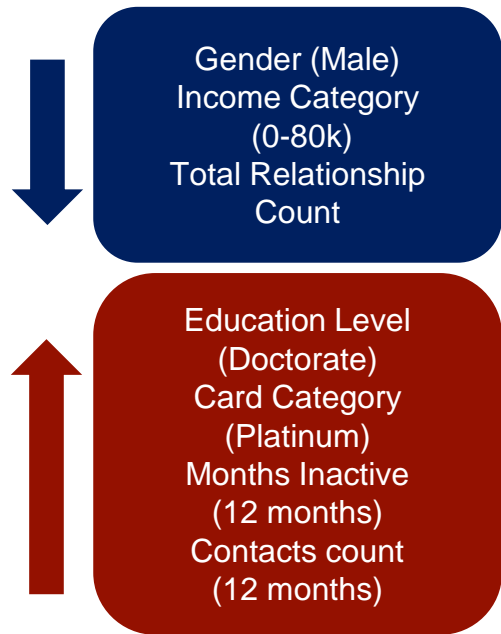 Gender (Male)
Income Category
(0-80k)
Total Relationship
Count
Education Level
(Doctorate)
Card Category
(Platinum)
Months Inactive
(12 months)
Contacts count
(12 months)